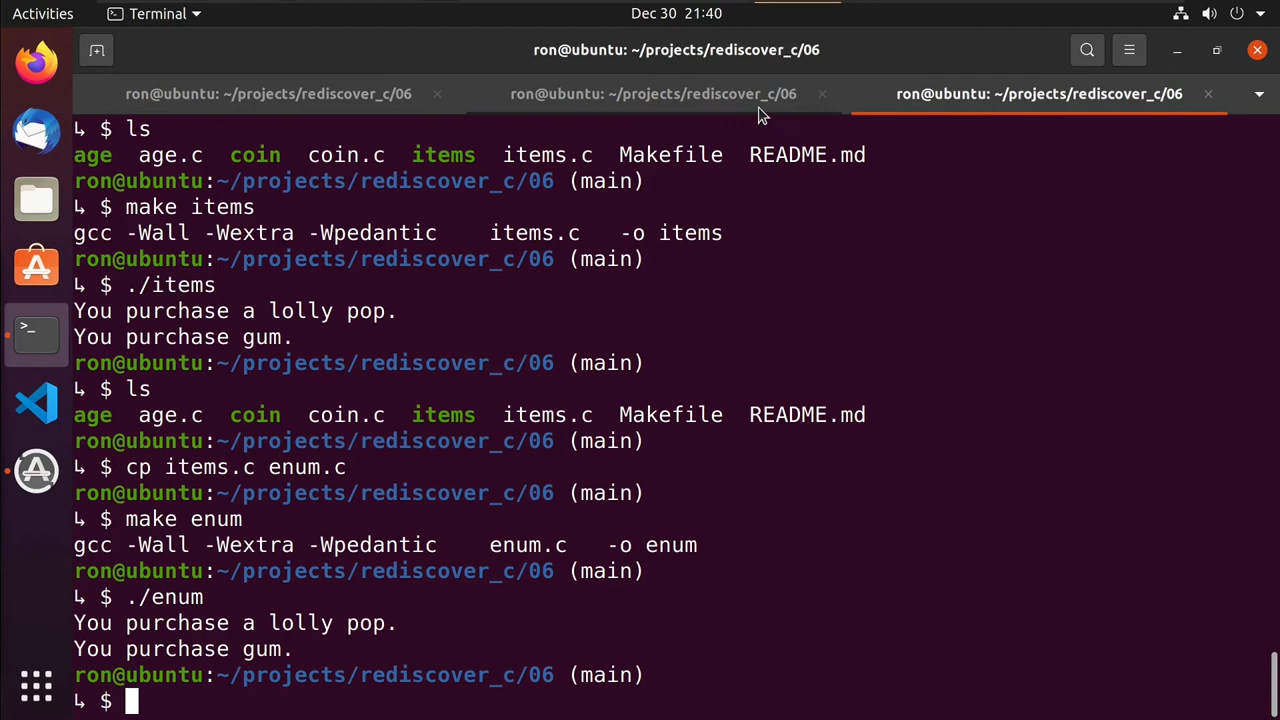 Activities Terminal Dec 30 21:40
ron@ubuntu: ~/projects/rediscover_c/06
ron@ubuntu: ~/projects/rediscover_c/06 ron@ubuntu: ~/projects/rediscover_c/06 ron@ubuntu: ~/projects/rediscover_c/06
↳ $ ls
age age.c coin coin.c items items.c Makefile README.md
ron@ubuntu:~/projects/rediscover_c/06 (main)
↳ $ make items
gcc -Wall -Wextra -Wpedantic    items.c   -o items
ron@ubuntu:~/projects/rediscover_c/06 (main)
↳ $ ./items
You purchase a lolly pop.
You purchase gum.
ron@ubuntu:~/projects/rediscover_c/06 (main)
↳ $ ls
age age.c coin coin.c items items.c Makefile README.md
ron@ubuntu:~/projects/rediscover_c/06 (main)
↳ $ cp items.c enum.c
ron@ubuntu:~/projects/rediscover_c/06 (main)
↳ $ make enum
gcc -Wall -Wextra -Wpedantic    enum.c   -o enum
ron@ubuntu:~/projects/rediscover_c/06 (main)
↳ $ ./enum
You purchase a lolly pop.
You purchase gum.
ron@ubuntu:~/projects/rediscover_c/06 (main)
↳ $